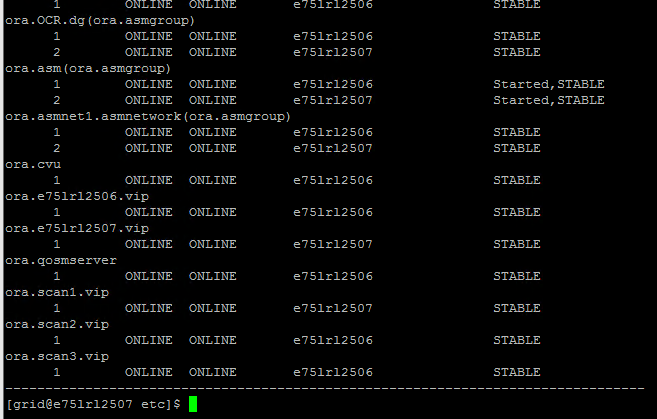 1 ONLINE ONLINE e75lrl2506 STABLE
ora.OCR.dg(ora.asmgroup)
1 ONLINE ONLINE e75lrl2506 STABLE
2 ONLINE ONLINE e75lrl2507 STABLE
ora.asm(ora.asmgroup)
1 ONLINE ONLINE e75lrl2506 Started,STABLE
2 ONLINE ONLINE e75lrl2507 Started,STABLE
ora.asmnet1.asmnetwork(ora.asmgroup)
1 ONLINE ONLINE e75lrl2506 STABLE
2 ONLINE ONLINE e75lrl2507 STABLE
ora.cvu
1 ONLINE ONLINE e75lrl2506 STABLE
ora.e75lrl2506.vip
1 ONLINE ONLINE e75lrl2506 STABLE
ora.e75lrl2507.vip
1 ONLINE ONLINE e75lrl2507 STABLE
ora.qosmserver
1 ONLINE ONLINE e75lrl2506 STABLE
ora.scan1.vip
1 ONLINE ONLINE e75lrl2507 STABLE
ora.scan2.vip
1 ONLINE ONLINE e75lrl2506 STABLE
ora.scan3.vip
1 ONLINE ONLINE e75lrl2506 STABLE
--------------------------------------------------------------------------------
[grid@e75lrl2507 etc]$